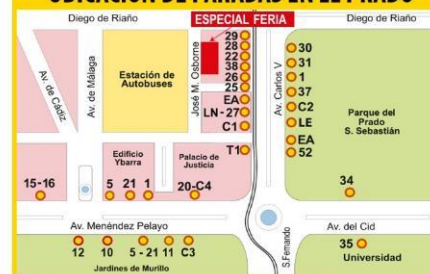 UBICACIÓN DE PARADAS EN EL PRADO
Diego de Riaño
ESPECIAL FERIA
Diego de Riaño
Av. de Cádiz
Av. de Málaga
Estación de
Autobuses
José M. Osborne
29
28
22
38
26
25
EA
LN - 27
C1
T1
Av. Carlos V
30
31
1
37
C2
LE
EA
52
Parque del
Prado
S. Sebastián
34
Edificio
Ybarra
Palacio de
Justicia
15-16
5
21
1
20-C4
Av. Menéndez Pelayo
Av. del Cid
12
10
5 - 21
11
C3
Jardines de Murillo
S.Fernando
35
Universidad